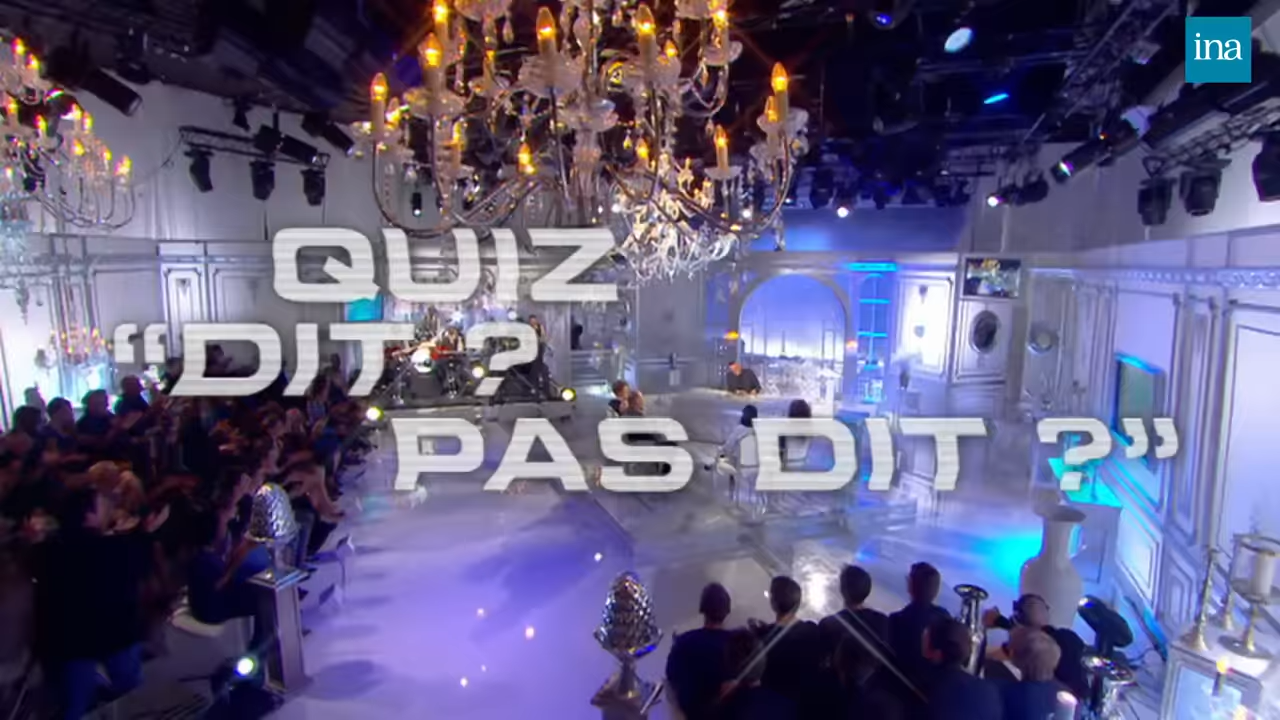 ina
QUIZ
“DIT ?
PAS DIT ?”